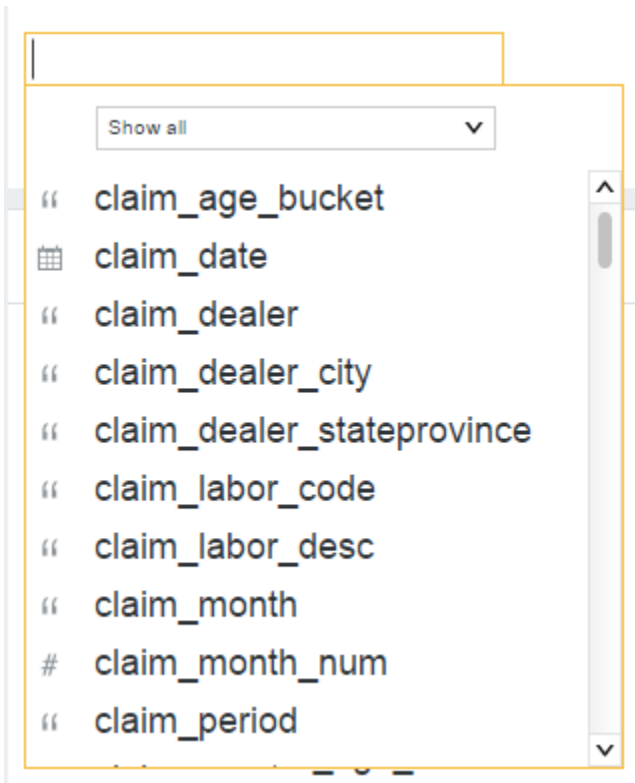 Show all
“ claim_age_bucket
claim_date
“ claim_dealer
“ claim_dealer_city
“ claim_dealer_stateprovince
“ claim_labor_code
“ claim_labor_desc
“ claim_month
# claim_month_num
“ claim_period